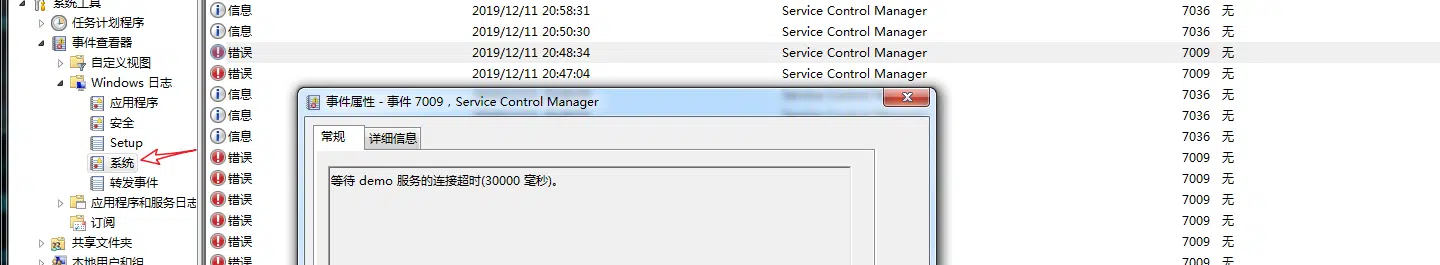 系统工具
任务计划程序
事件查看器
自定义视图
Windows 日志
应用程序
安全
Setup
系统
转发事件
应用程序和服务日志
订阅
共享文件夹
本地用户和组
信息 2019/12/11 20:58:31 Service Control Manager 7036 无
信息 2019/12/11 20:50:30 Service Control Manager 7036 无
错误 2019/12/11 20:48:34 Service Control Manager 7009 无
错误 2019/12/11 20:47:04 Service Control Manager 7009 无
信息 7036 无
信息 7036 无
信息 7036 无
错误 7009 无
错误 7009 无
错误 7009 无
错误 7009 无
错误 7009 无
错误 7009 无
事件属性 - 事件 7009，Service Control Manager
常规 详细信息
等待 demo 服务的连接超时(30000 毫秒)。